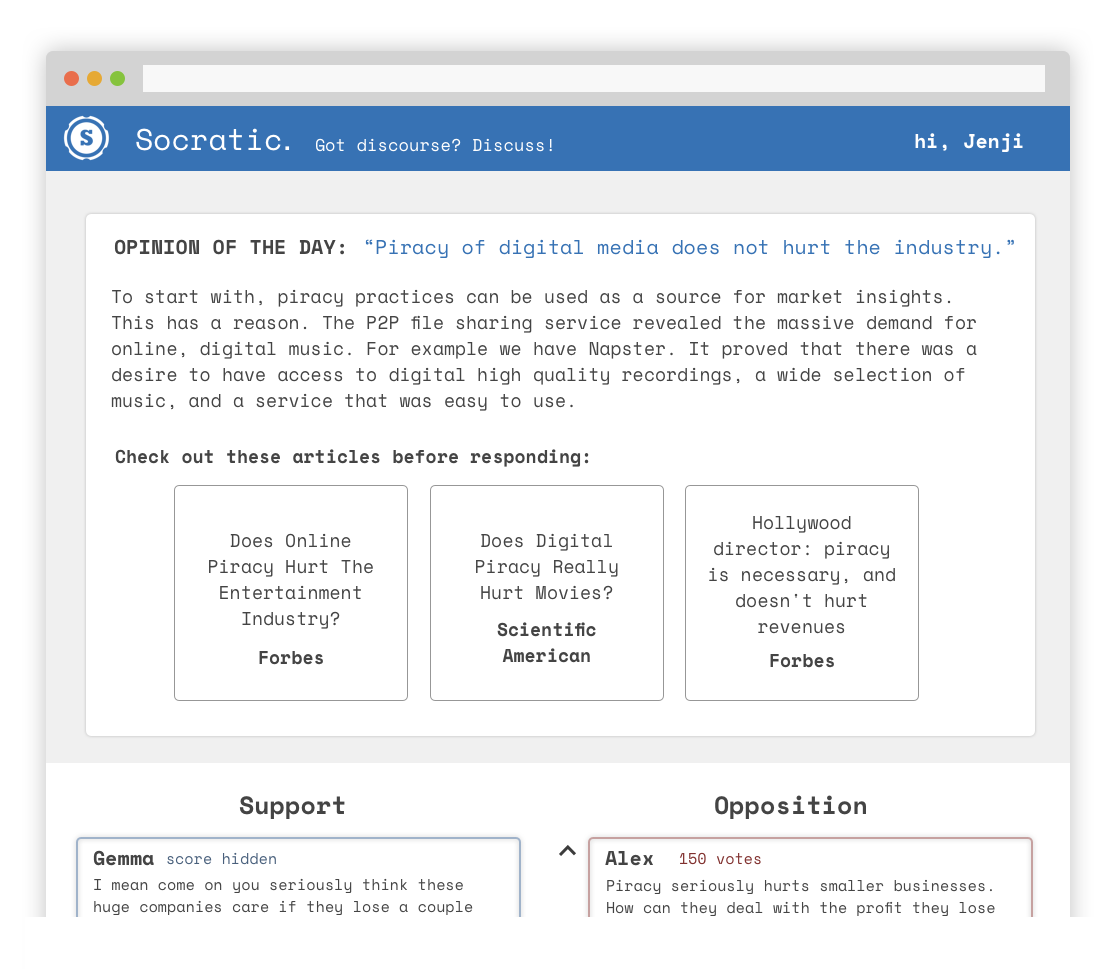 S
Socratic. Got discourse? Discuss!
hi, Jenji
OPINION OF THE DAY: “Piracy of digital media does not hurt the industry.”
To start with, piracy practices can be used as a source for market insights.
This has a reason. The P2P file sharing service revealed the massive demand for
online, digital music. For example we have Napster. It proved that there was a
desire to have access to digital high quality recordings, a wide selection of
music, and a service that was easy to use.
Check out these articles before responding:
Does Online
Piracy Hurt The
Entertainment
Industry?
Forbes
Does Digital
Piracy Really
Hurt Movies?
Scientific
American
Hollywood
director: piracy
is necessary, and
doesn't hurt
revenues
Forbes
Support
Gemma score hidden
I mean come on you seriously think these
huge companies care if they lose a couple
Opposition
Alex 150 votes
Piracy seriously hurts smaller businesses.
How can they deal with the profit they lose